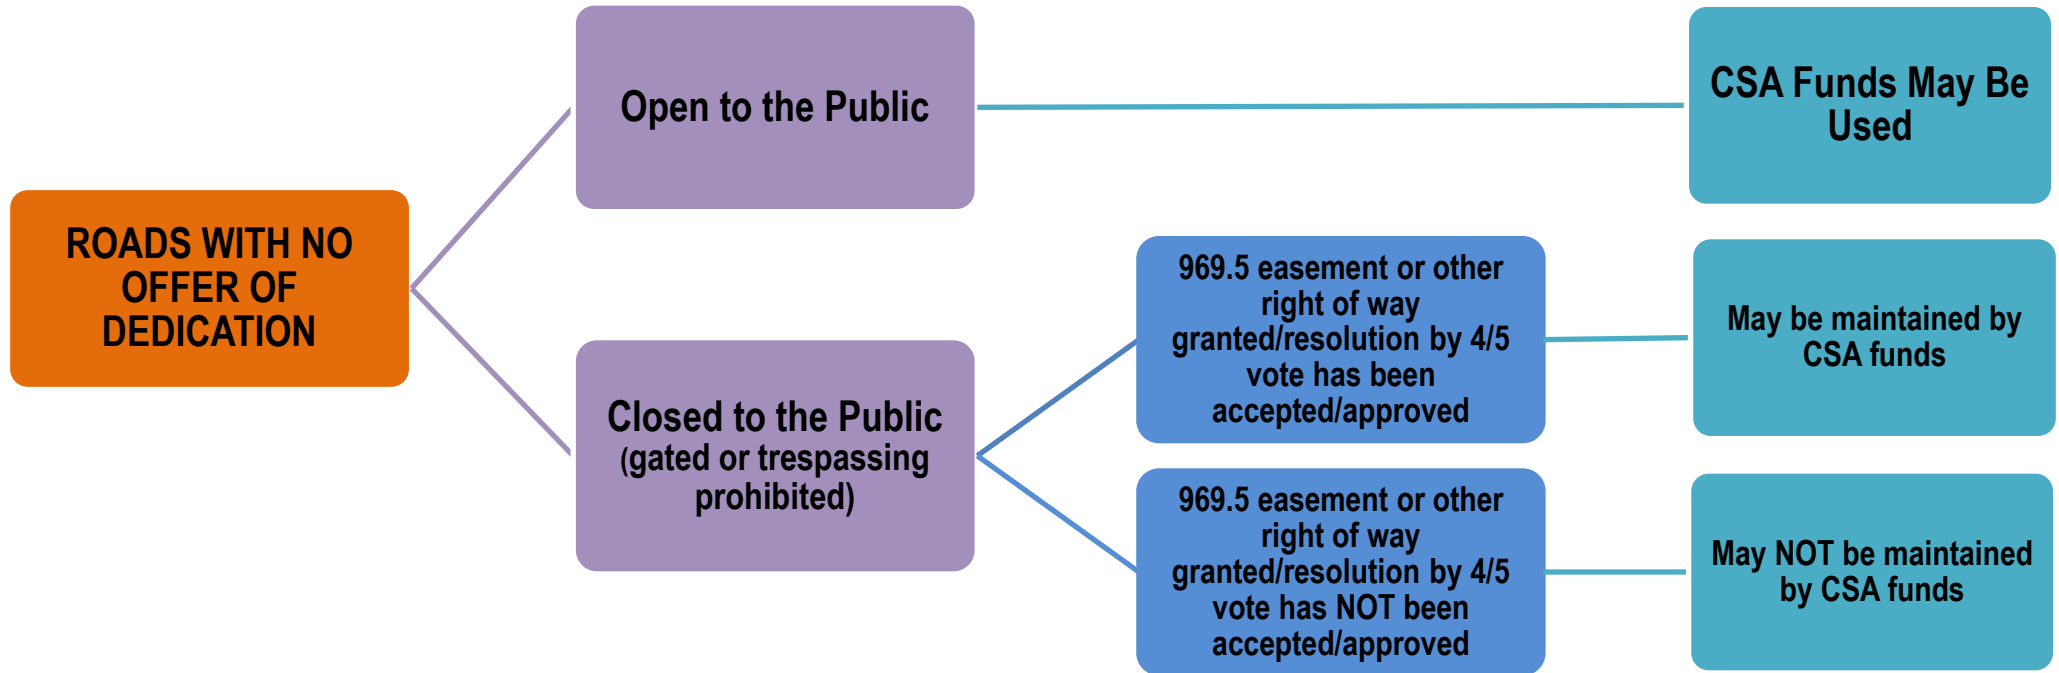 ROADS WITH NO
OFFER OF
DEDICATION
Open to the Public
CSA Funds May Be
Used
Closed to the Public
(gated or trespassing
prohibited)
969.5 easement or other
right of way
granted/resolution by 4/5
vote has been
accepted/approved
May be maintained by
CSA funds
969.5 easement or other
right of way
granted/resolution by 4/5
vote has NOT been
accepted/approved
May NOT be maintained
by CSA funds